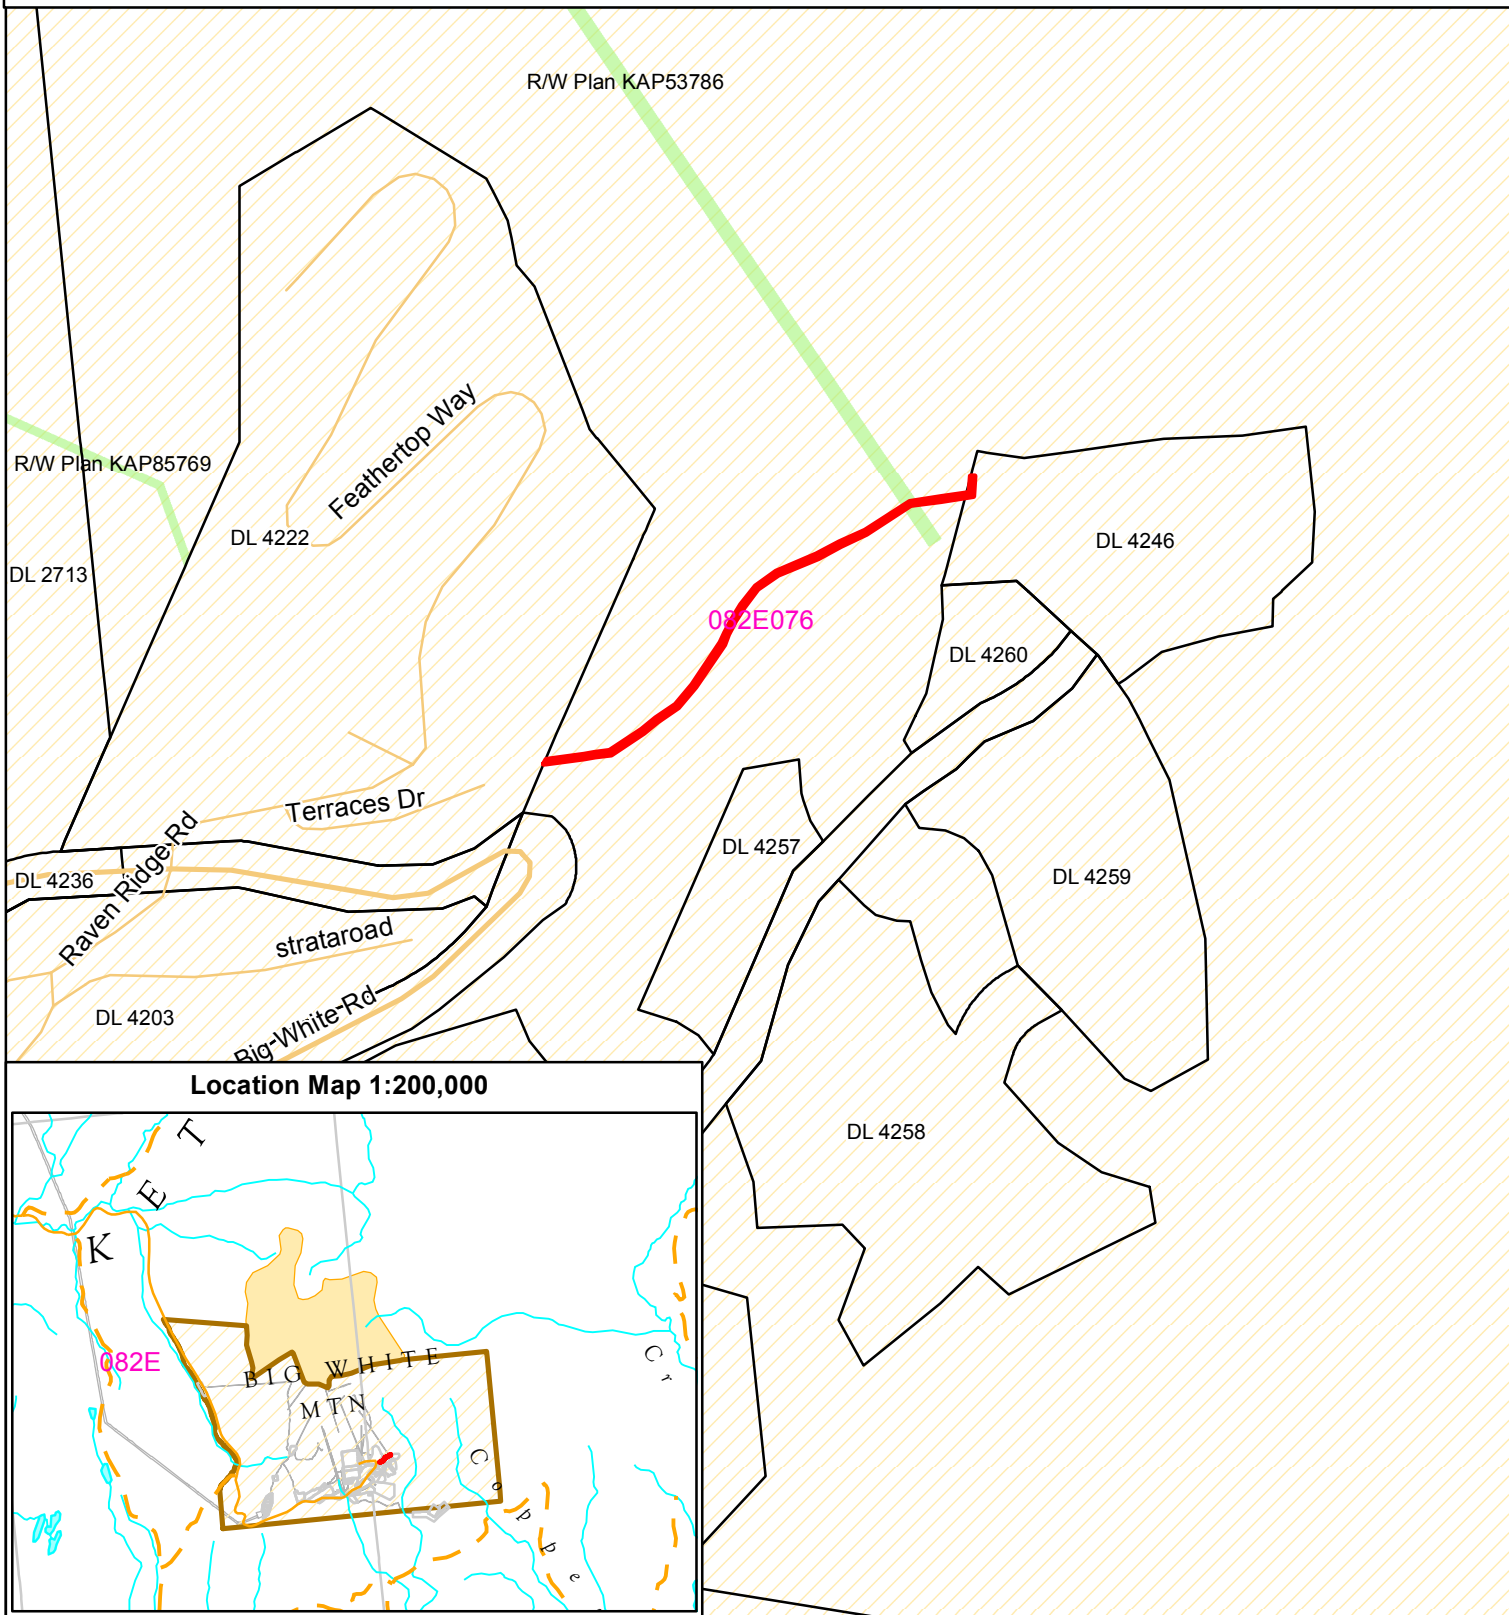 R/W Plan KAP53786
Feathertop Way
R/W Plan KAP85769
DL 4222
DL 4246
DL 2713
082E076
DL 4260
Terraces Dr
Raven Ridge Rd
DL 4257
DL 4236
DL 4259
strataroad
Big White Rd
DL 4203
Location Map 1:200,000
DL 4258
K E T
082E
BIG WHITE
MTN
Cr
Coppe